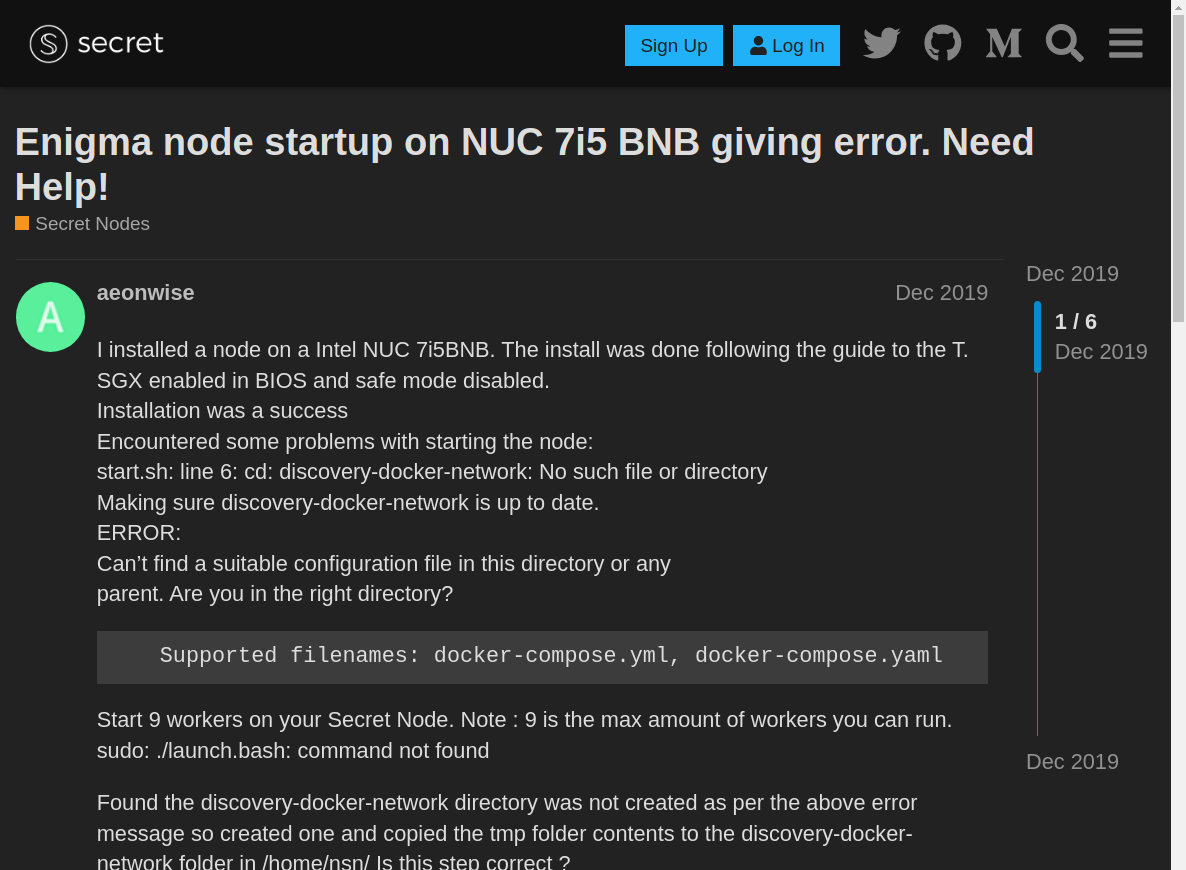 secret
Sign Up
Log In
Enigma node startup on NUC 7i5 BNB giving error. Need
Help!
Secret Nodes
A
aeonwise
Dec 2019
I installed a node on a Intel NUC 7i5BNB. The install was done following the guide to the T.
SGX enabled in BIOS and safe mode disabled.
Installation was a success
Encountered some problems with starting the node:
start.sh: line 6: cd: discovery-docker-network: No such file or directory
Making sure discovery-docker-network is up to date.
ERROR:
Can’t find a suitable configuration file in this directory or any
parent. Are you in the right directory?
Supported filenames: docker-compose.yml, docker-compose.yaml
Start 9 workers on your Secret Node. Note : 9 is the max amount of workers you can run.
sudo: ./launch.bash: command not found
Found the discovery-docker-network directory was not created as per the above error
message so created one and copied the tmp folder contents to the discovery-docker-
network folder in /home/nsn/ Is this step correct ?
Dec 2019
1 / 6
Dec 2019
Dec 2019